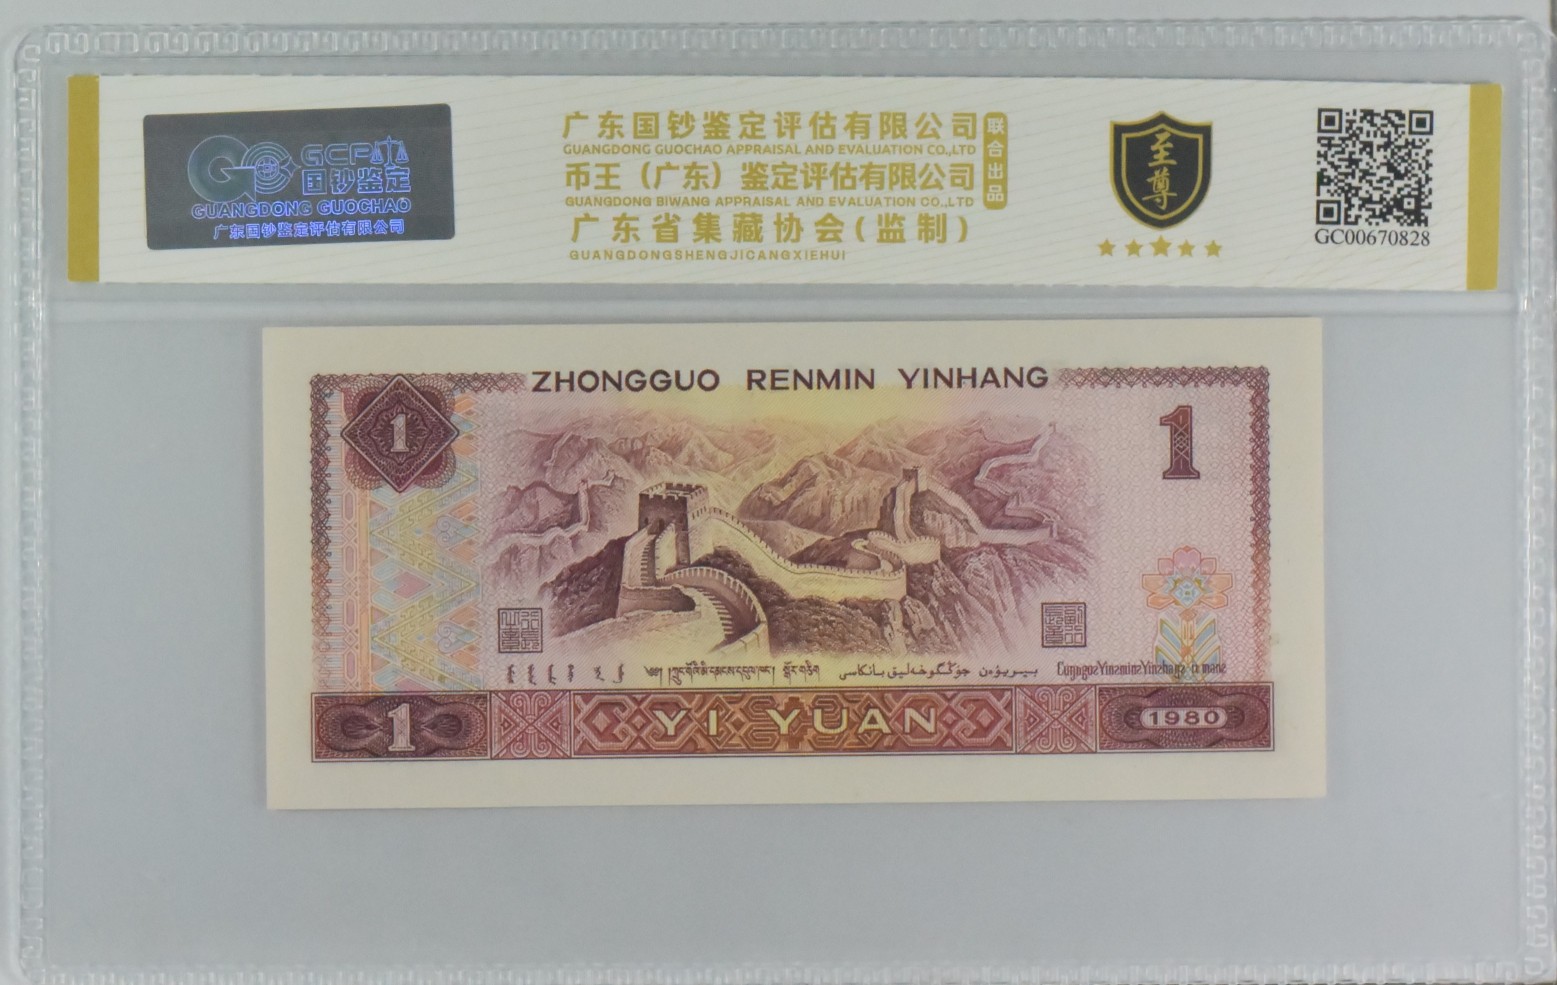 GCP
国钞鉴定
GUANGDONG GUOCHAO
广东国钞鉴定评估有限公司
广东国钞鉴定评估有限公司
GUANGDONG GUOCHAO APPRAISAL AND EVALUATION CO.,LTD
币王（广东）鉴定评估有限公司
GUANGDONG BIWANG APPRAISAL AND EVALUATION CO.,LTD
广东省集藏协会(监制)
GUANGDONGSHENGJICANGXIEHUI
联合出品
至尊
GC00670828
ZHONGGUO RENMIN YINHANG
1
1
1
YI YUAN
1980